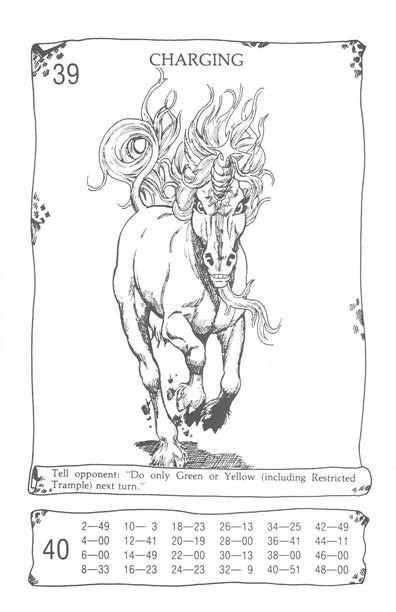 39
CHARGING
Tell opponent: "Do only Green or Yellow (including Restricted
Trample) next turn."
40
2—49 10— 3 18—23 26—13 34—25 42—49
4—00 12—41 20—19 28—00 36—41 44—11
6—00 14—49 22—00 30—13 38—00 46—00
8—33 16—23 24—23 32— 9 40—51 48—00